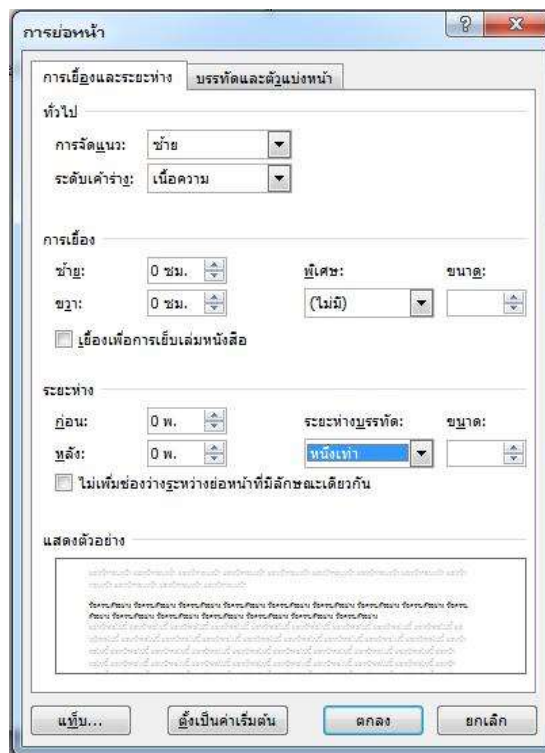 การย่อหน้า
การเยื้องและระยะห่าง บรรทัดและตัวแบ่งหน้า
ทั่วไป
การจัดแนว: ซ้าย
ระดับเค้าร่าง: เนื้อความ
การเยื้อง
ซ้าย: 0 ซม. พิเศษ: ขนาด:
ขวา: 0 ซม. (ไม่มี)
เยื้องเพื่อการเย็บเล่มหนังสือ
ระยะห่าง
ก่อน: 0 พ. ระยะห่างบรรทัด: ขนาด:
หลัง: 0 พ. หนึ่งเท่า
ไม่เพิ่มช่องว่างระหว่างย่อหน้าที่มีลักษณะเดียวกัน
แสดงตัวอย่าง
แท็บ... ตั้งเป็นค่าเริ่มต้น ตกลง ยกเลิก